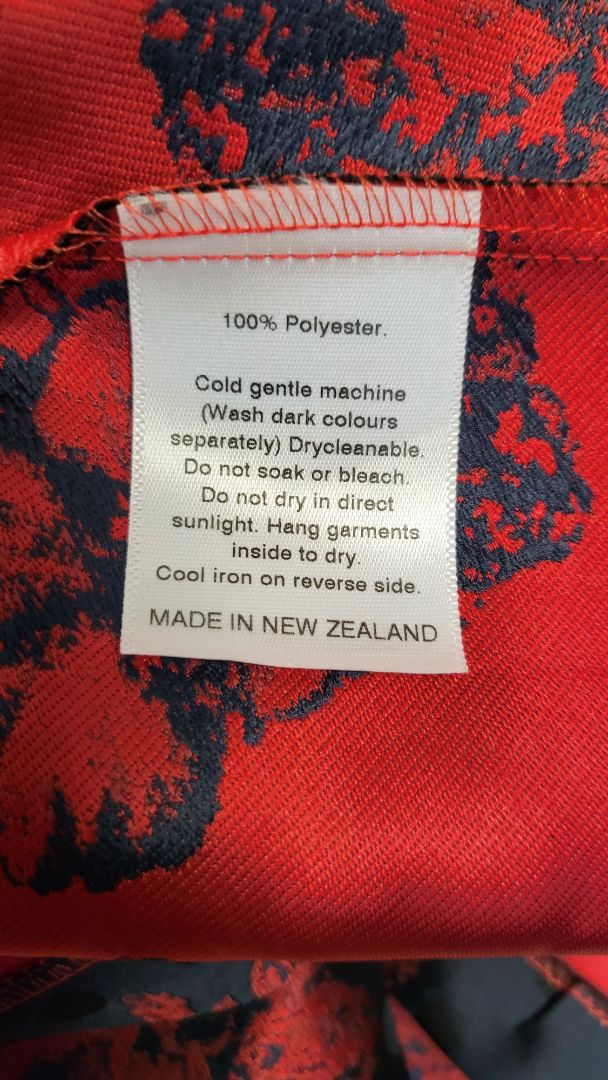 100% Polyester.
Cold gentle machine
(Wash dark colours
separately) Drycleanable.
Do not soak or bleach.
Do not dry in direct
sunlight. Hang garments
inside to dry.
Cool iron on reverse side.
MADE IN NEW ZEALAND